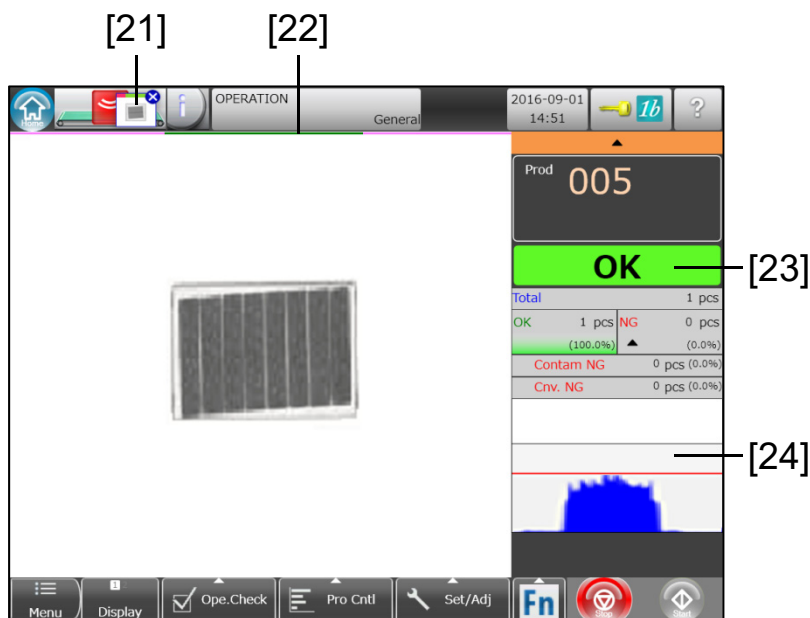 [21]
[22]
Home
i
OPERATION
General
2016-09-01
14:51
1b
?
Prod
005
OK
[23]
Total 1 pcs
OK 1 pcs NG 0 pcs
(100.0%) (0.0%)
Contam NG 0 pcs (0.0%)
Cnv. NG 0 pcs (0.0%)
[24]
Menu
1
Display
Ope.Check
Pro Cntl
Set/Adj
Fn
Stop
Start